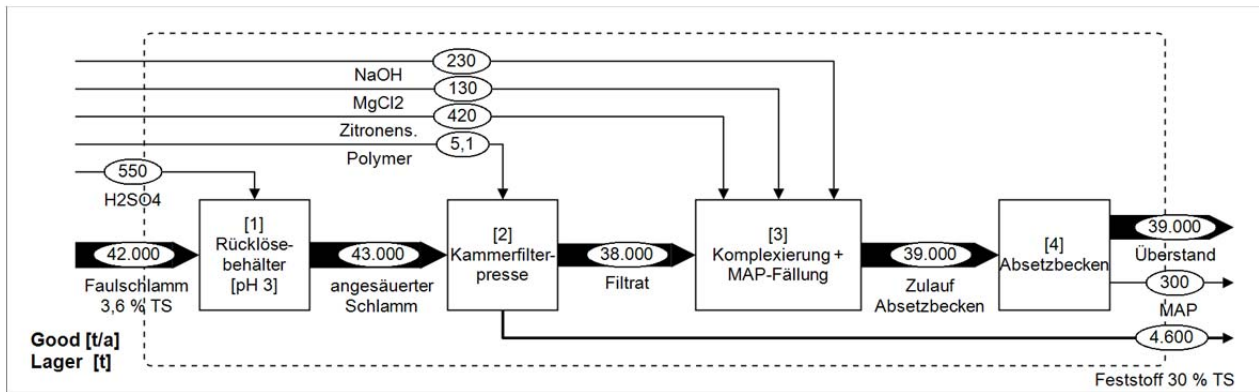 230
NaOH
130
MgCl2
420
Zitronens.
5,1
Polymer
550
H2SO4
42.000
Faulschlamm
3,6 % TS
[1]
Rücklöse-
behälter
[pH 3]
43.000
angesäuerter
Schlamm
[2]
Kammerfilter-
presse
38.000
Filtrat
[3]
Komplexierung +
MAP-Fällung
39.000
Zulauf
Absetzbecken
[4]
Absetzbecken
39.000
Überstand
300
MAP
4.600
Feststoff 30 % TS
Good [t/a]
Lager [t]